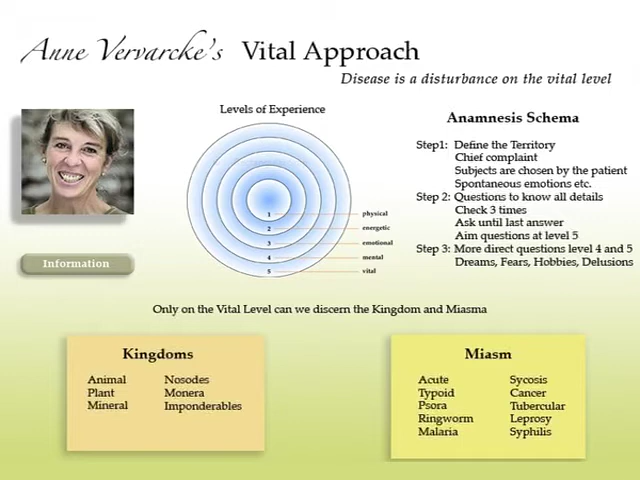 Anne Vervarcke's Vital Approach
Disease is a disturbance on the vital level
Levels of Experience
1 physical
2 energetic
3 emotional
4 mental
5 vital
Information
Anamnesis Schema
Step1: Define the Territory
Chief complaint
Subjects are chosen by the patient
Spontaneous emotions etc.
Step 2: Questions to know all details
Check 3 times
Ask until last answer
Aim questions at level 5
Step 3: More direct questions level 4 and 5
Dreams, Fears, Hobbies, Delusions
Only on the Vital Level can we discern the Kingdom and Miasma
Kingdoms
Animal Nosodes
Plant Monera
Mineral Imponderables
Miasm
Acute Sycosis
Typoid Cancer
Psora Tubercular
Ringworm Leprosy
Malaria Syphilis